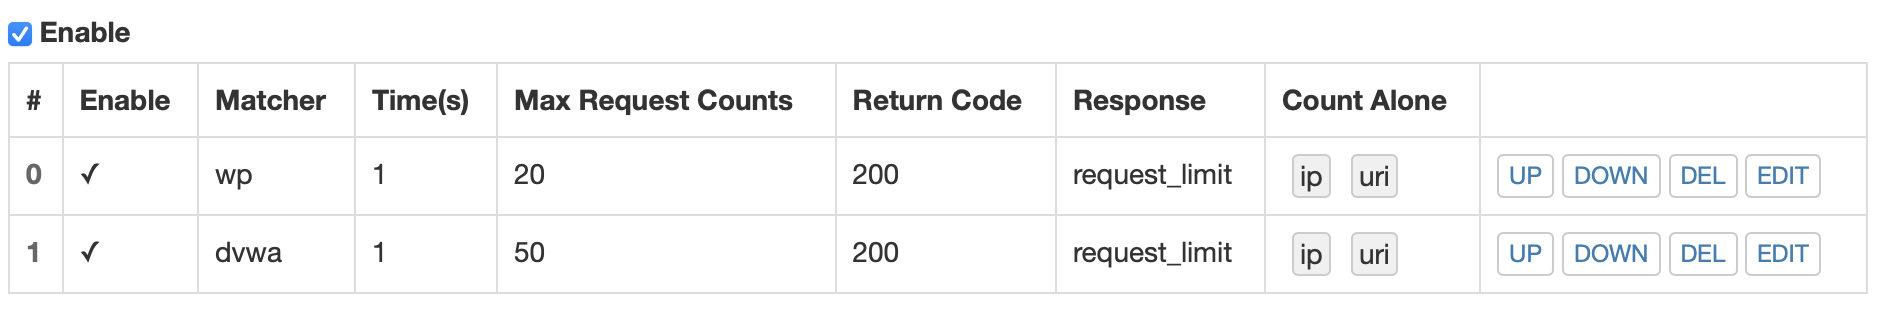 Enable
# Enable Matcher Time(s) Max Request Counts Return Code Response Count Alone
0 ✓ wp 1 20 200 request_limit ip uri UP DOWN DEL EDIT
1 ✓ dvwa 1 50 200 request_limit ip uri UP DOWN DEL EDIT